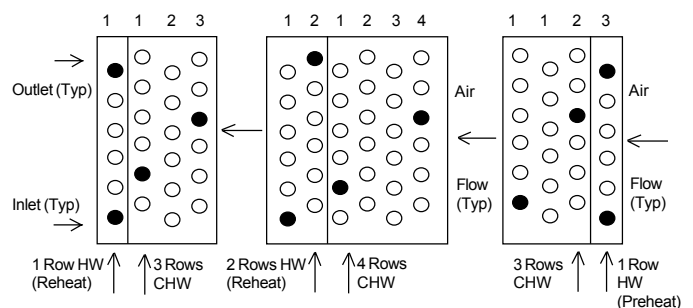 1 1 2 3
1 2 1 2 3 4
1 1 2 3
Outlet (Typ)
Inlet (Typ)
Air
Flow
(Typ)
Air
Flow
(Typ)
1 Row HW
(Reheat)
3 Rows
CHW
2 Rows HW
(Reheat)
4 Rows
CHW
3 Rows
CHW
1 Row
HW
(Preheat)